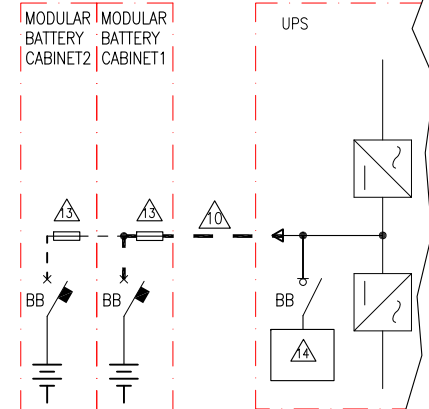 MODULAR
BATTERY
CABINET2
MODULAR
BATTERY
CABINET1
UPS
13
13
10
BB
BB
BB
14